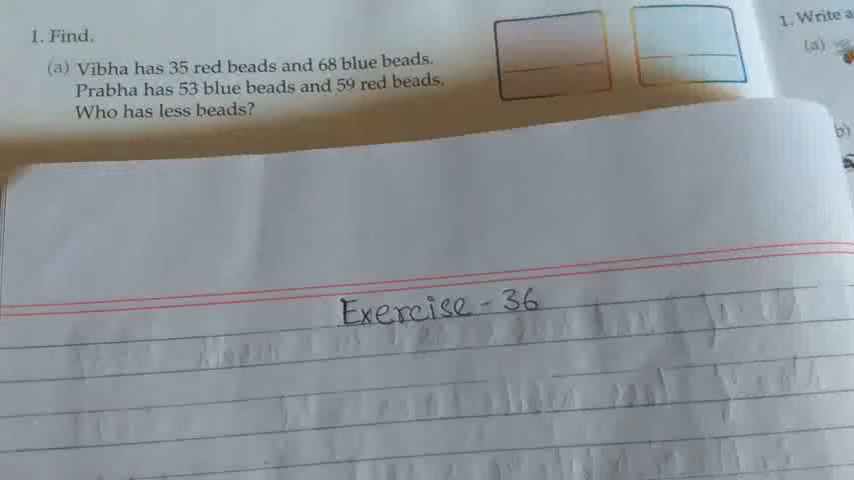 1. Find.
(a) Vibha has 35 red beads and 68 blue beads.
Prabha has 53 blue beads and 59 red beads.
Who has less beads?
1. Write a
(a)
b)
Exercise - 36